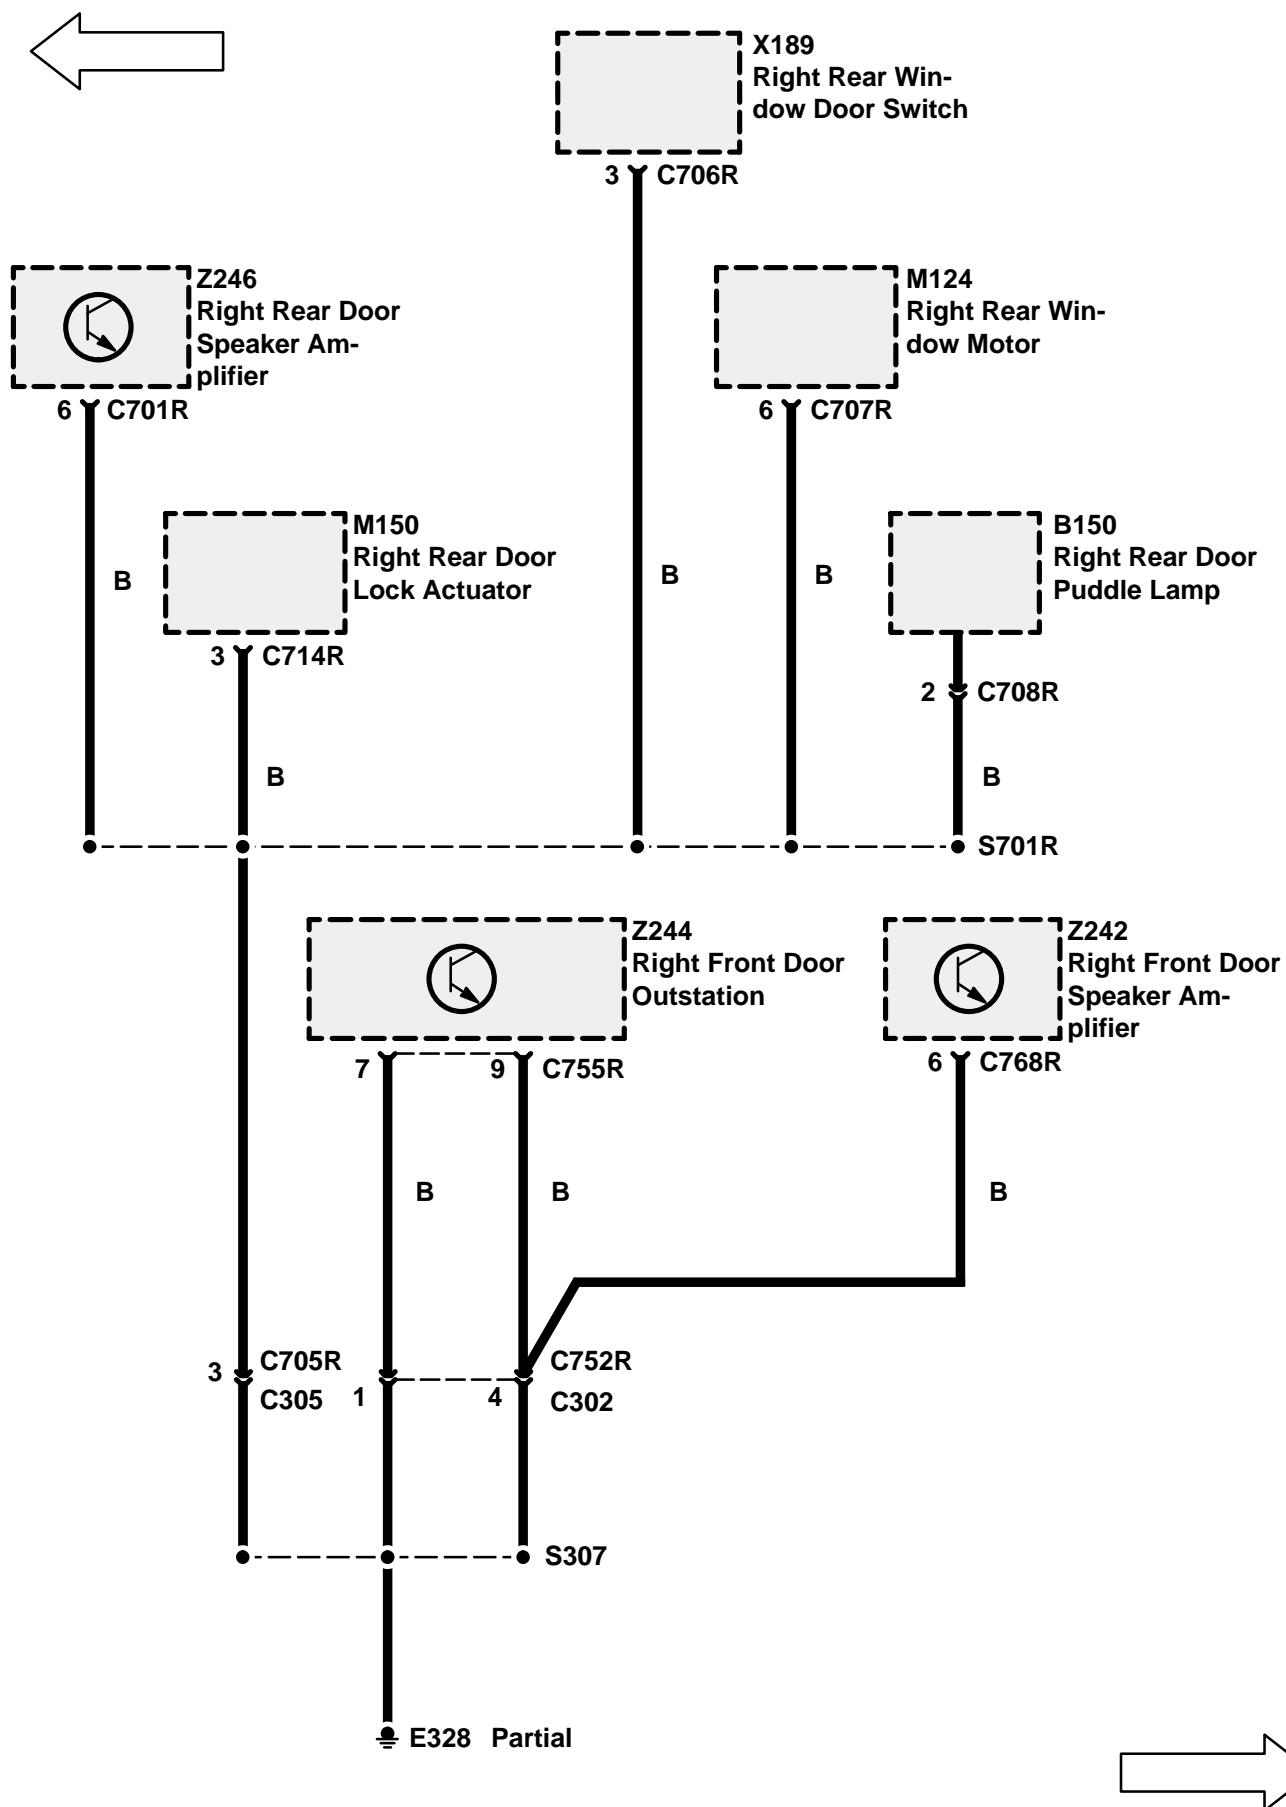 X189
Right Rear Win-
dow Door Switch
3 C706R
Z246
Right Rear Door
Speaker Am-
plifier
6 C701R
M124
Right Rear Win-
dow Motor
6 C707R
M150
Right Rear Door
Lock Actuator
3 C714R
B150
Right Rear Door
Puddle Lamp
2 C708R
B
B
B
B
B
S701R
Z244
Right Front Door
Outstation
7 9 C755R
Z242
Right Front Door
Speaker Am-
plifier
6 C768R
B
B
B
3 C705R
C305
1 4 C752R
C302
S307
E328 Partial